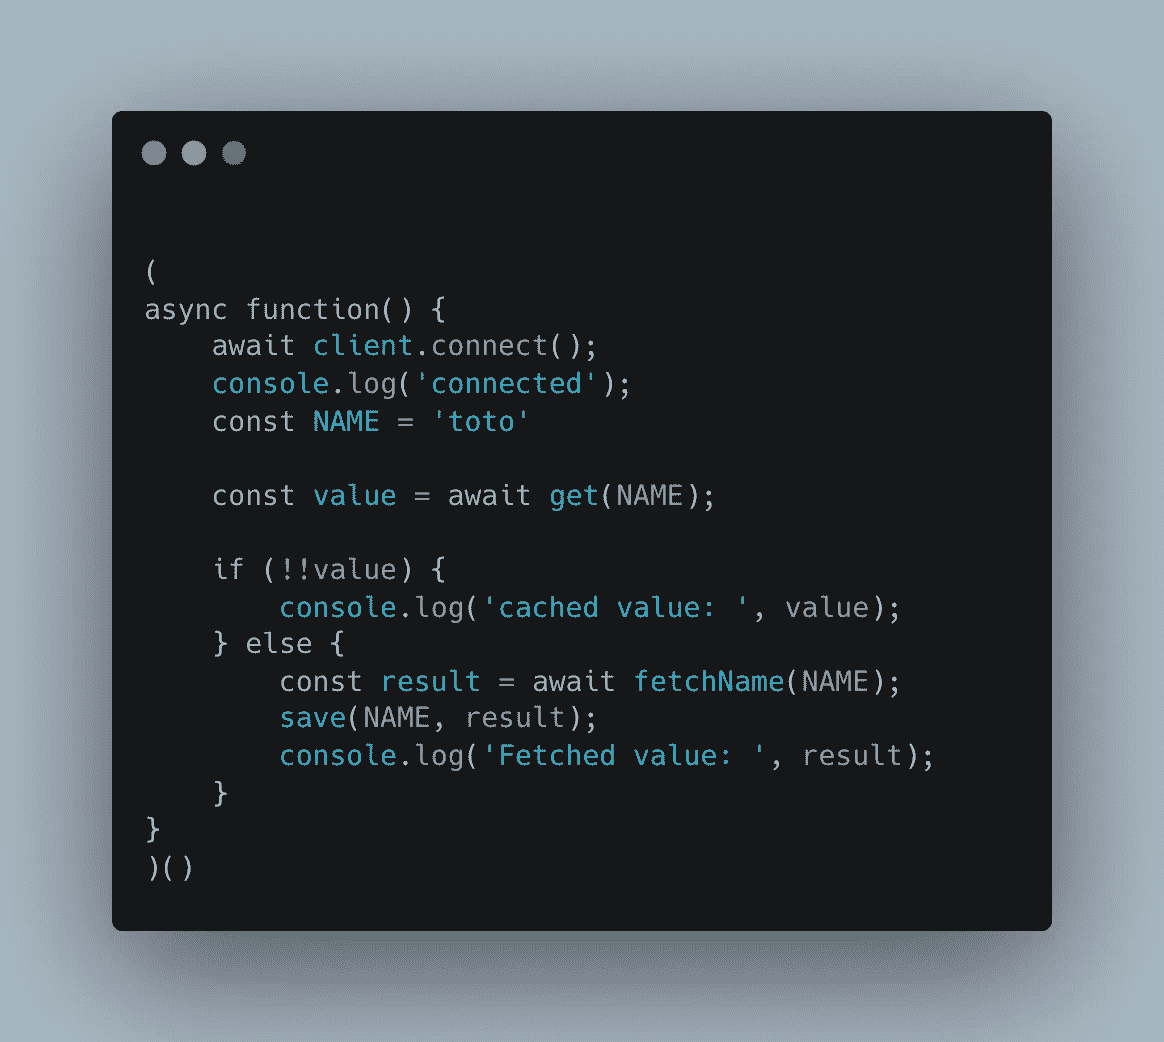 (
async function() {
    await client.connect();
    console.log('connected');
    const NAME = 'toto'

    const value = await get(NAME);

    if (!!value) {
        console.log('cached value: ', value);
    } else {
        const result = await fetchName(NAME);
        save(NAME, result);
        console.log('Fetched value: ', result);
    }
}
)()